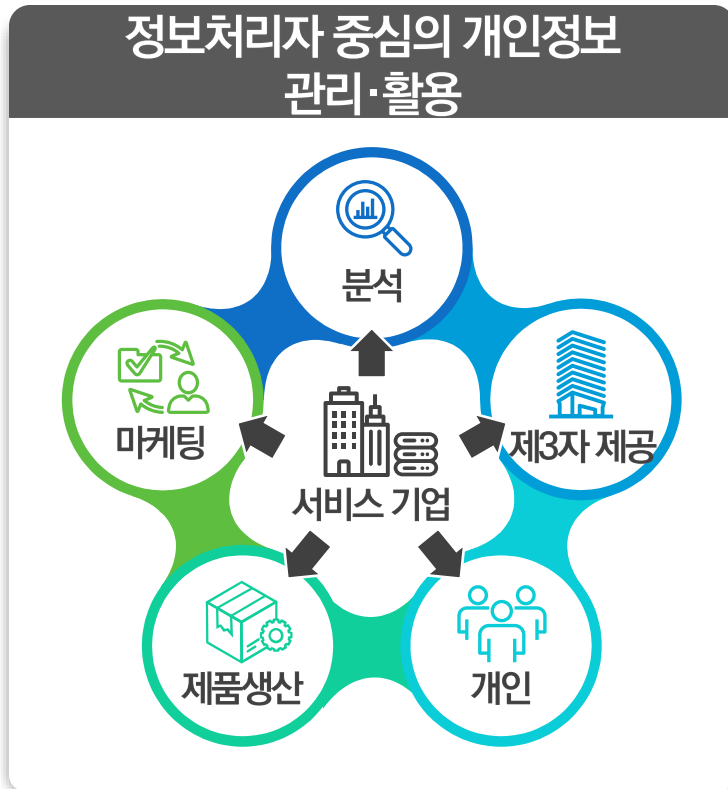 정보처리자 중심의 개인정보
관리·활용
분석
마케팅
제3자 제공
서비스 기업
제품생산
개인